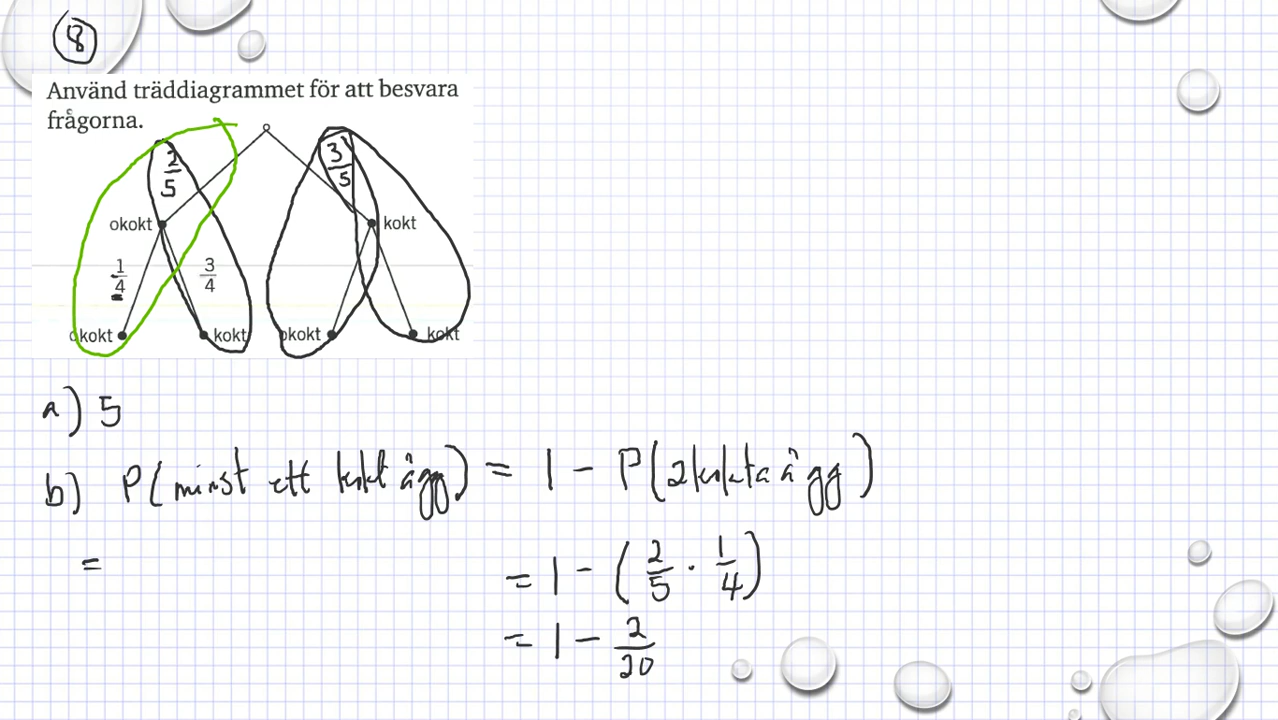 8
Använd träddiagrammet för att besvara
frågorna.
2/5 3/5
okokt kokt
1/4 3/4
okokt kokt okokt kokt
a) 5
b) P(minst ett kokt ägg) = 1 - P(2 kokta ägg)
= = 1 - (2/5 · 1/4)
= 1 - 2/20